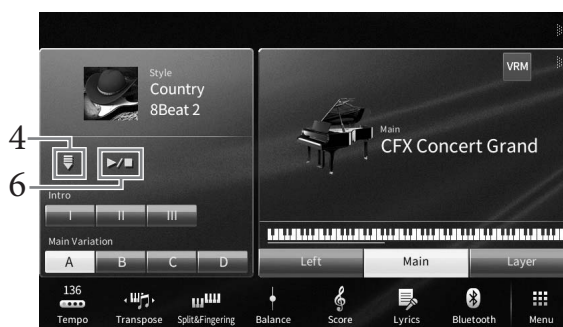 Style
Country
8Beat 2
4
6
Intro
I II III
Main Variation
A B C D
VRM
Main
CFX Concert Grand
Left Main Layer
136
Tempo Transpose Split&Fingering Balance Score Lyrics Bluetooth Menu